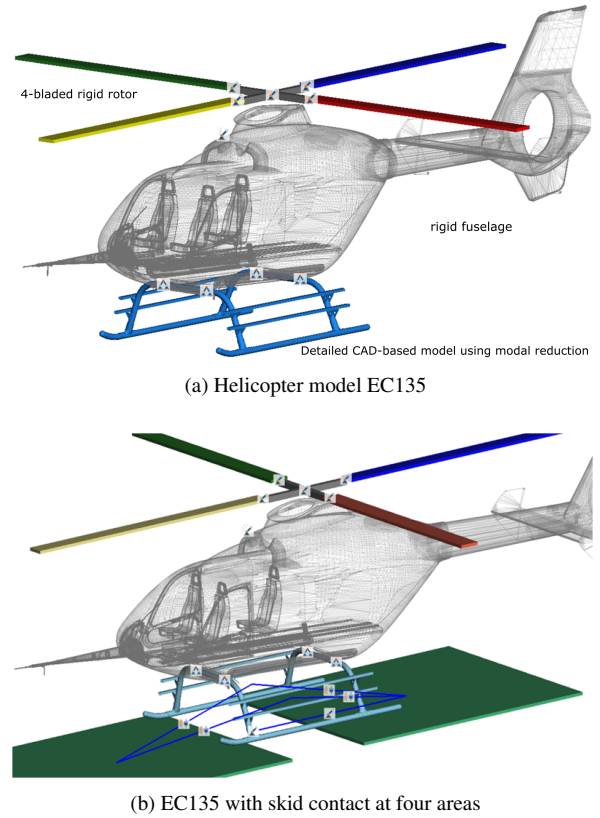 4-bladed rigid rotor
rigid fuselage
Detailed CAD-based model using modal reduction
(a) Helicopter model EC135
(b) EC135 with skid contact at four areas